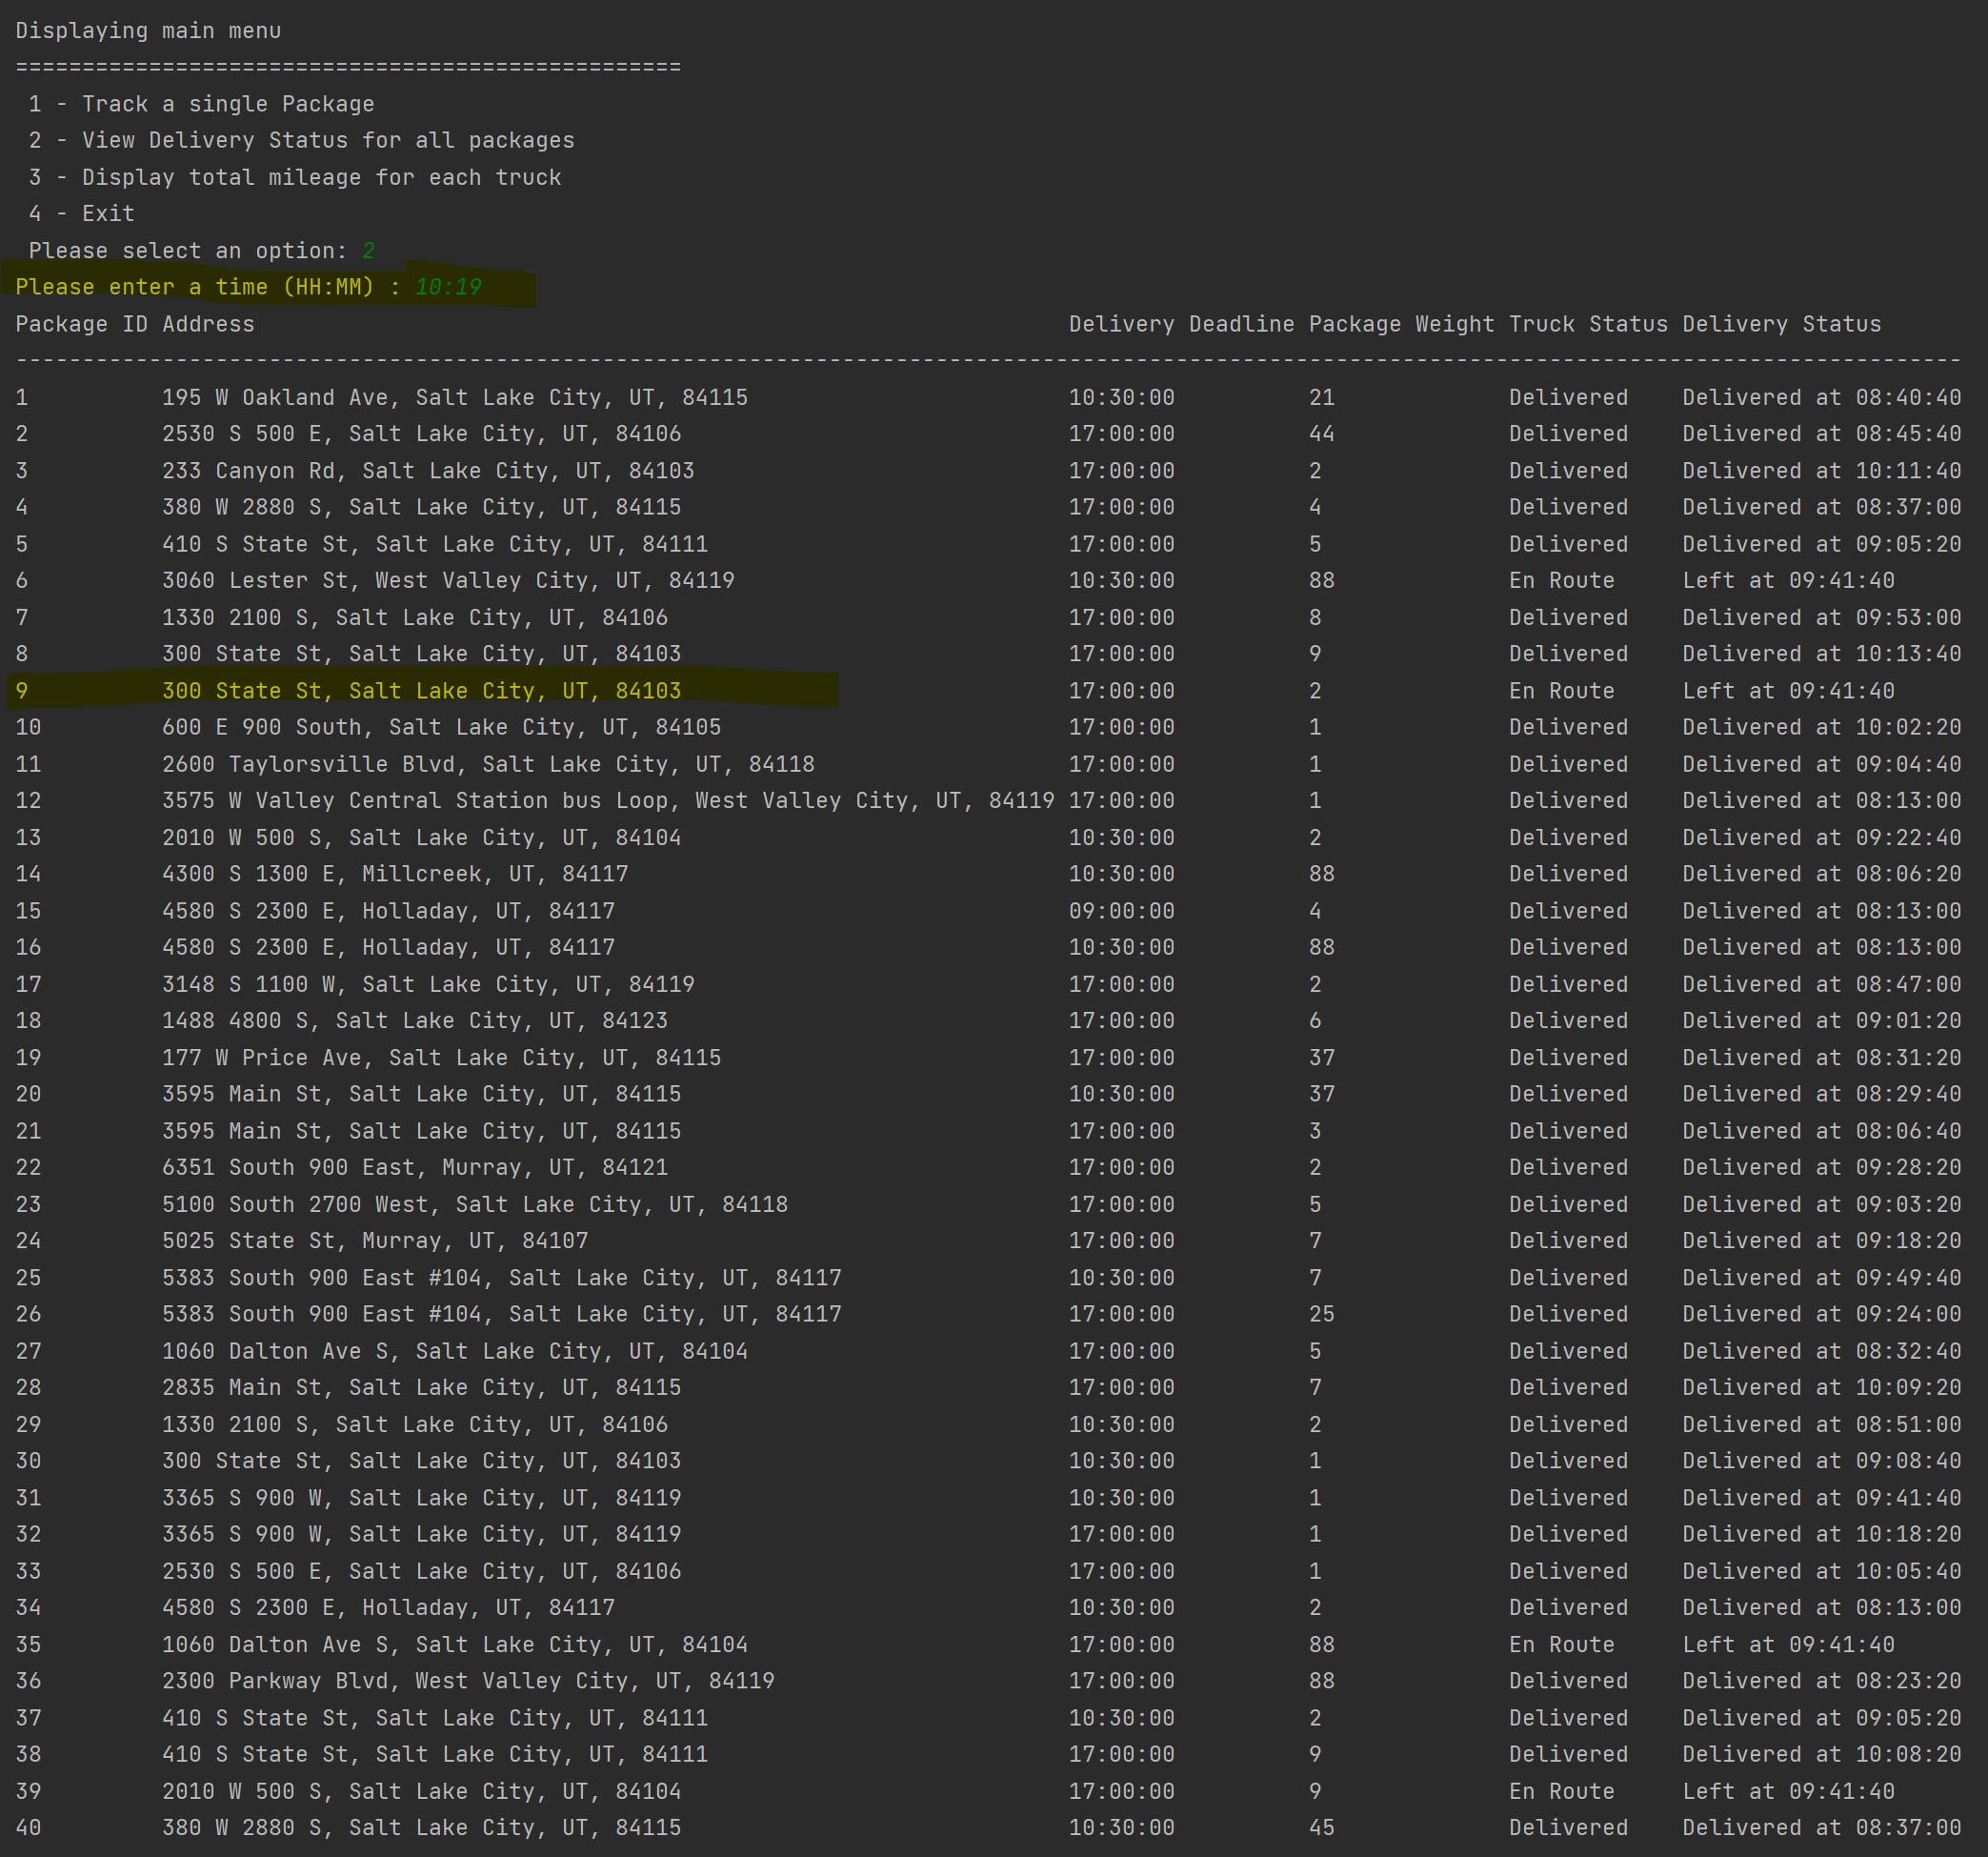 Displaying main menu
==================================================
1 - Track a single Package
2 - View Delivery Status for all packages
3 - Display total mileage for each truck
4 - Exit
Please select an option: 2
Please enter a time (HH:MM) : 10:19
Package ID Address Delivery Deadline Package Weight Truck Status Delivery Status
--------------------------------------------------------------------------------------------------------------------------------------------------
1 195 W Oakland Ave, Salt Lake City, UT, 84115 10:30:00 21 Delivered Delivered at 08:40:40
2 2530 S 500 E, Salt Lake City, UT, 84106 17:00:00 44 Delivered Delivered at 08:45:40
3 233 Canyon Rd, Salt Lake City, UT, 84103 17:00:00 2 Delivered Delivered at 10:11:40
4 380 W 2880 S, Salt Lake City, UT, 84115 17:00:00 4 Delivered Delivered at 08:37:00
5 410 S State St, Salt Lake City, UT, 84111 17:00:00 5 Delivered Delivered at 09:05:20
6 3060 Lester St, West Valley City, UT, 84119 10:30:00 88 En Route Left at 09:41:40
7 1330 2100 S, Salt Lake City, UT, 84106 17:00:00 8 Delivered Delivered at 09:53:00
8 300 State St, Salt Lake City, UT, 84103 17:00:00 9 Delivered Delivered at 10:13:40
9 300 State St, Salt Lake City, UT, 84103 17:00:00 2 En Route Left at 09:41:40
10 600 E 900 South, Salt Lake City, UT, 84105 17:00:00 1 Delivered Delivered at 10:02:20
11 2600 Taylorsville Blvd, Salt Lake City, UT, 84118 17:00:00 1 Delivered Delivered at 09:04:40
12 3575 W Valley Central Station bus Loop, West Valley City, UT, 84119 17:00:00 1 Delivered Delivered at 08:13:00
13 2010 W 500 S, Salt Lake City, UT, 84104 10:30:00 2 Delivered Delivered at 09:22:40
14 4300 S 1300 E, Millcreek, UT, 84117 10:30:00 88 Delivered Delivered at 08:06:20
15 4580 S 2300 E, Holladay, UT, 84117 09:00:00 4 Delivered Delivered at 08:13:00
16 4580 S 2300 E, Holladay, UT, 84117 10:30:00 88 Delivered Delivered at 08:13:00
17 3148 S 1100 W, Salt Lake City, UT, 84119 17:00:00 2 Delivered Delivered at 08:47:00
18 1488 4800 S, Salt Lake City, UT, 84123 17:00:00 6 Delivered Delivered at 09:01:20
19 177 W Price Ave, Salt Lake City, UT, 84115 17:00:00 37 Delivered Delivered at 08:31:20
20 3595 Main St, Salt Lake City, UT, 84115 10:30:00 37 Delivered Delivered at 08:29:40
21 3595 Main St, Salt Lake City, UT, 84115 17:00:00 3 Delivered Delivered at 08:06:40
22 6351 South 900 East, Murray, UT, 84121 17:00:00 2 Delivered Delivered at 09:28:20
23 5100 South 2700 West, Salt Lake City, UT, 84118 17:00:00 5 Delivered Delivered at 09:03:20
24 5025 State St, Murray, UT, 84107 17:00:00 7 Delivered Delivered at 09:18:20
25 5383 South 900 East #104, Salt Lake City, UT, 84117 10:30:00 7 Delivered Delivered at 09:49:40
26 5383 South 900 East #104, Salt Lake City, UT, 84117 17:00:00 25 Delivered Delivered at 09:24:00
27 1060 Dalton Ave S, Salt Lake City, UT, 84104 17:00:00 5 Delivered Delivered at 08:32:40
28 2835 Main St, Salt Lake City, UT, 84115 17:00:00 7 Delivered Delivered at 10:09:20
29 1330 2100 S, Salt Lake City, UT, 84106 10:30:00 2 Delivered Delivered at 08:51:00
30 300 State St, Salt Lake City, UT, 84103 10:30:00 1 Delivered Delivered at 09:08:40
31 3365 S 900 W, Salt Lake City, UT, 84119 10:30:00 1 Delivered Delivered at 09:41:40
32 3365 S 900 W, Salt Lake City, UT, 84119 17:00:00 1 Delivered Delivered at 10:18:20
33 2530 S 500 E, Salt Lake City, UT, 84106 17:00:00 1 Delivered Delivered at 10:05:40
34 4580 S 2300 E, Holladay, UT, 84117 10:30:00 2 Delivered Delivered at 08:13:00
35 1060 Dalton Ave S, Salt Lake City, UT, 84104 17:00:00 88 En Route Left at 09:41:40
36 2300 Parkway Blvd, West Valley City, UT, 84119 17:00:00 88 Delivered Delivered at 08:23:20
37 410 S State St, Salt Lake City, UT, 84111 10:30:00 2 Delivered Delivered at 09:05:20
38 410 S State St, Salt Lake City, UT, 84111 17:00:00 9 Delivered Delivered at 10:08:20
39 2010 W 500 S, Salt Lake City, UT, 84104 17:00:00 9 En Route Left at 09:41:40
40 380 W 2880 S, Salt Lake City, UT, 84115 10:30:00 45 Delivered Delivered at 08:37:00